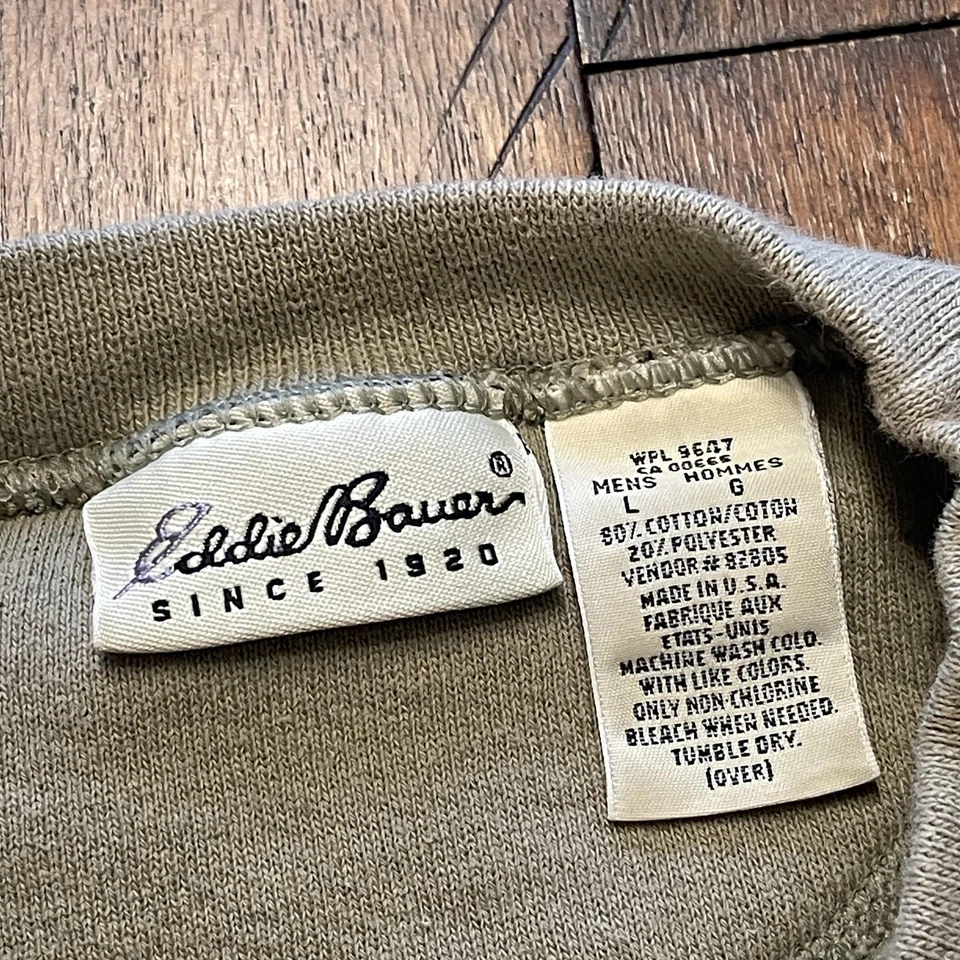 Eddie Bauer®
SINCE 1920
WPL 9647
CA 00665
MENS HOMMES
L G
80% COTTON/COTON
20% POLYESTER
VENDOR# 82805
MADE IN U.S.A.
FABRIQUE AUX
ETATS-UNIS
MACHINE WASH COLD.
WITH LIKE COLORS.
ONLY NON-CHLORINE
BLEACH WHEN NEEDED.
TUMBLE DRY.
(OVER)